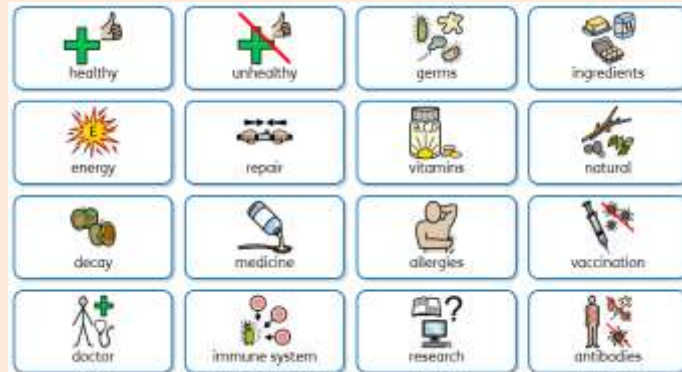 healthy unhealthy germs ingredients
E
energy repair vitamins natural
decay medicine allergies vaccination
doctor immune system research antibodies